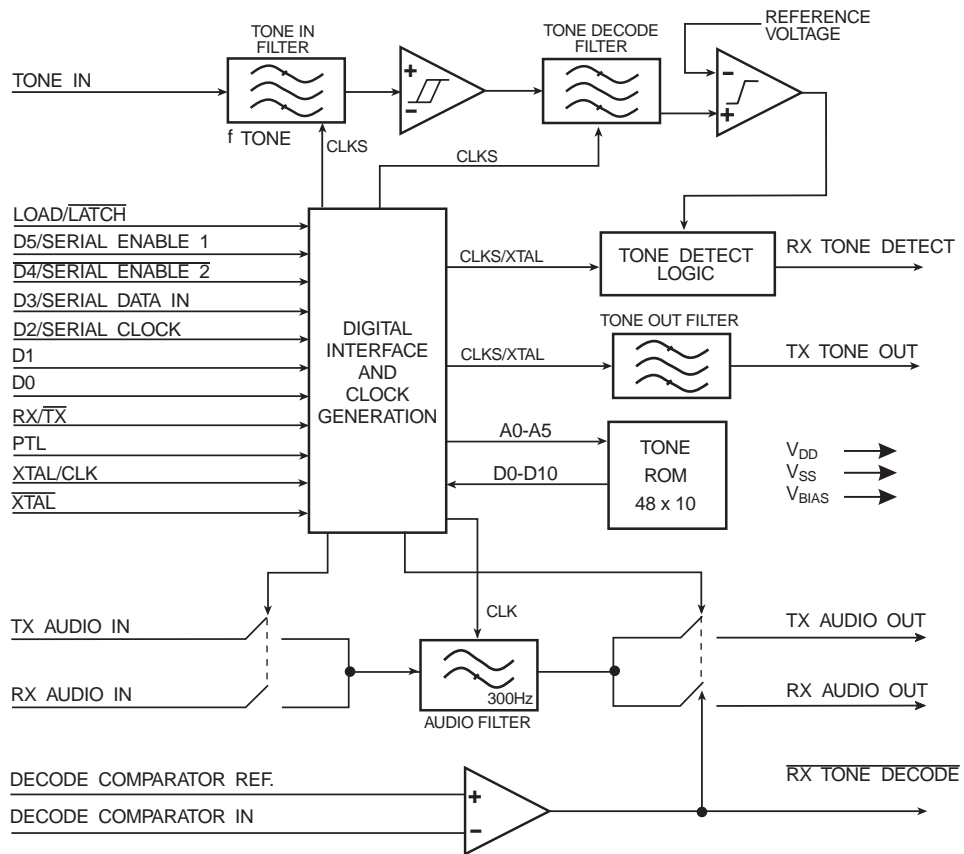 TONE IN
FILTER
TONE DECODE
FILTER
REFERENCE
VOLTAGE
TONE IN
+
-
-
+
f TONE
CLKS
CLKS
LOAD/LATCH
D5/SERIAL ENABLE 1
D4/SERIAL ENABLE 2
D3/SERIAL DATA IN
D2/SERIAL CLOCK
D1
D0
RX/TX
PTL
XTAL/CLK
XTAL
DIGITAL
INTERFACE
AND
CLOCK
GENERATION
CLKS/XTAL
TONE DETECT
LOGIC
RX TONE DETECT
TONE OUT FILTER
CLKS/XTAL
TX TONE OUT
A0-A5
D0-D10
TONE
ROM
48 x 10
VDD
VSS
VBIAS
CLK
TX AUDIO IN
RX AUDIO IN
300Hz
AUDIO FILTER
TX AUDIO OUT
RX AUDIO OUT
DECODE COMPARATOR REF.
DECODE COMPARATOR IN
+
-
RX TONE DECODE